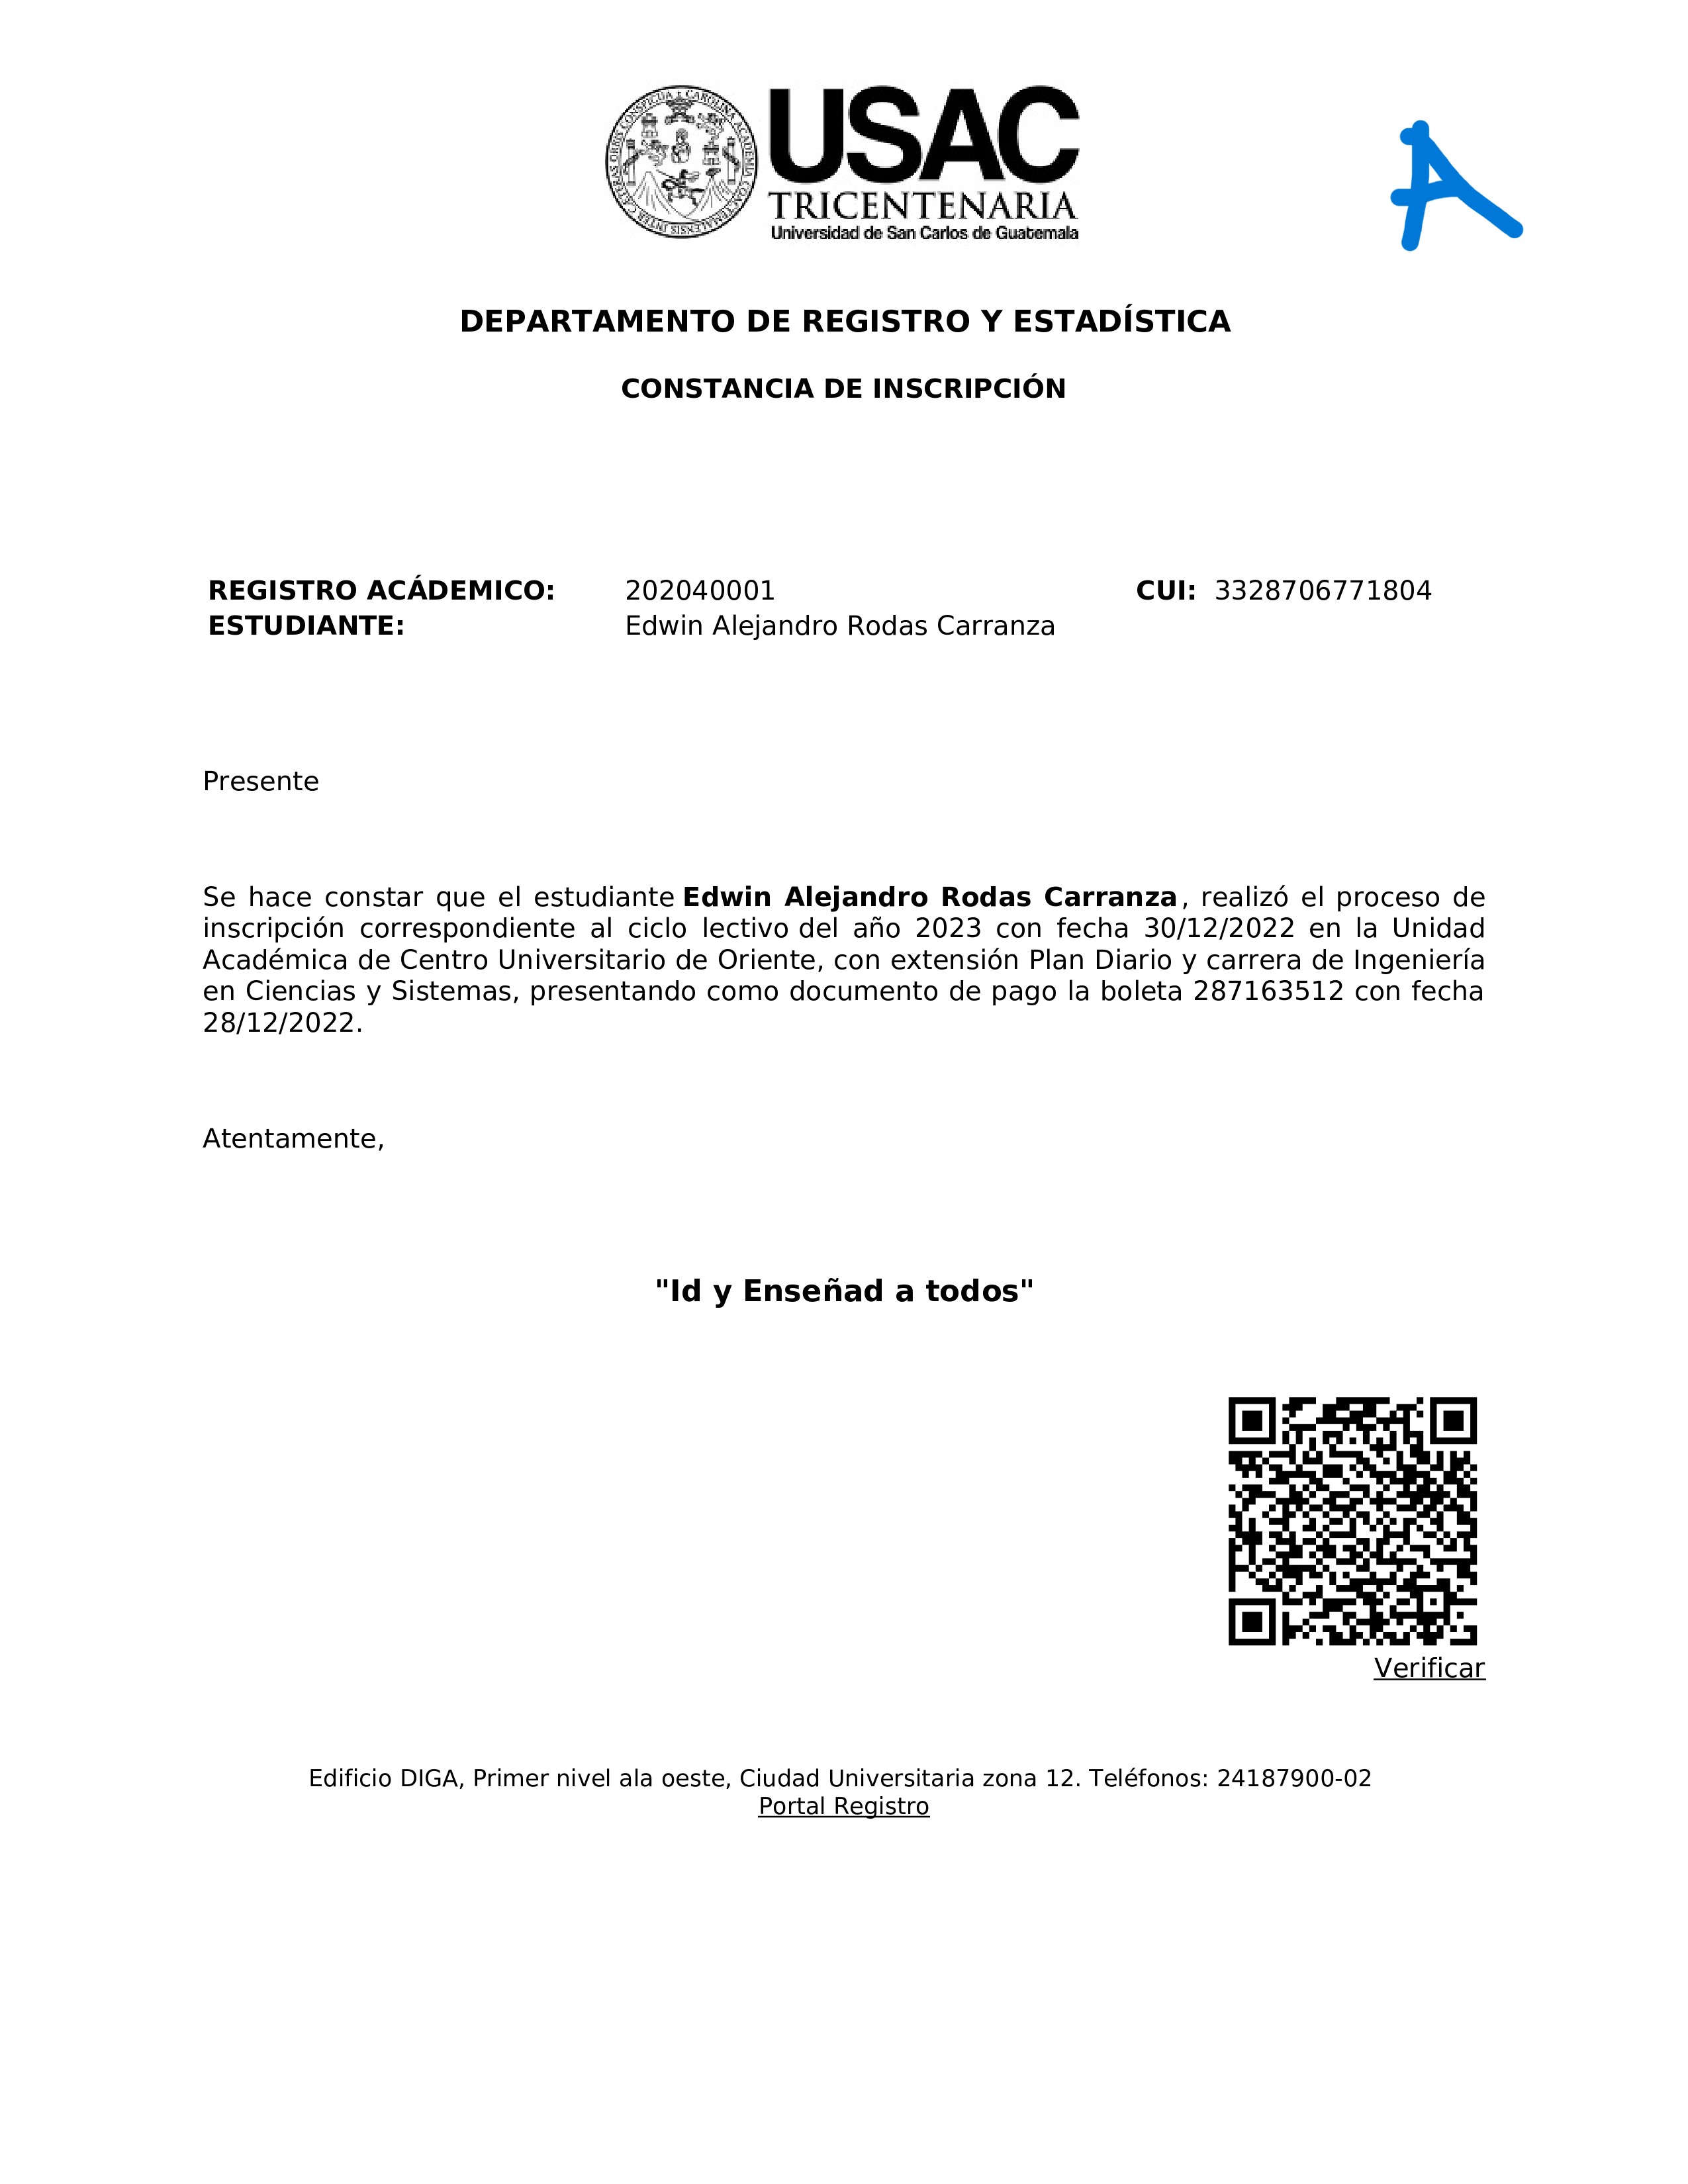 USAC
TRICENTENARIA
Universidad de San Carlos de Guatemala
A
DEPARTAMENTO DE REGISTRO Y ESTADÍSTICA
CONSTANCIA DE INSCRIPCIÓN
REGISTRO ACÁDEMICO: 202040001 CUI: 3328706771804
ESTUDIANTE: Edwin Alejandro Rodas Carranza
Presente
Se hace constar que el estudiante Edwin Alejandro Rodas Carranza, realizó el proceso de
inscripción correspondiente al ciclo lectivo del año 2023 con fecha 30/12/2022 en la Unidad
Académica de Centro Universitario de Oriente, con extensión Plan Diario y carrera de Ingeniería
en Ciencias y Sistemas, presentando como documento de pago la boleta 287163512 con fecha
28/12/2022.
Atentamente,
"Id y Enseñad a todos"
Verificar
Edificio DIGA, Primer nivel ala oeste, Ciudad Universitaria zona 12. Teléfonos: 24187900-02
Portal Registro